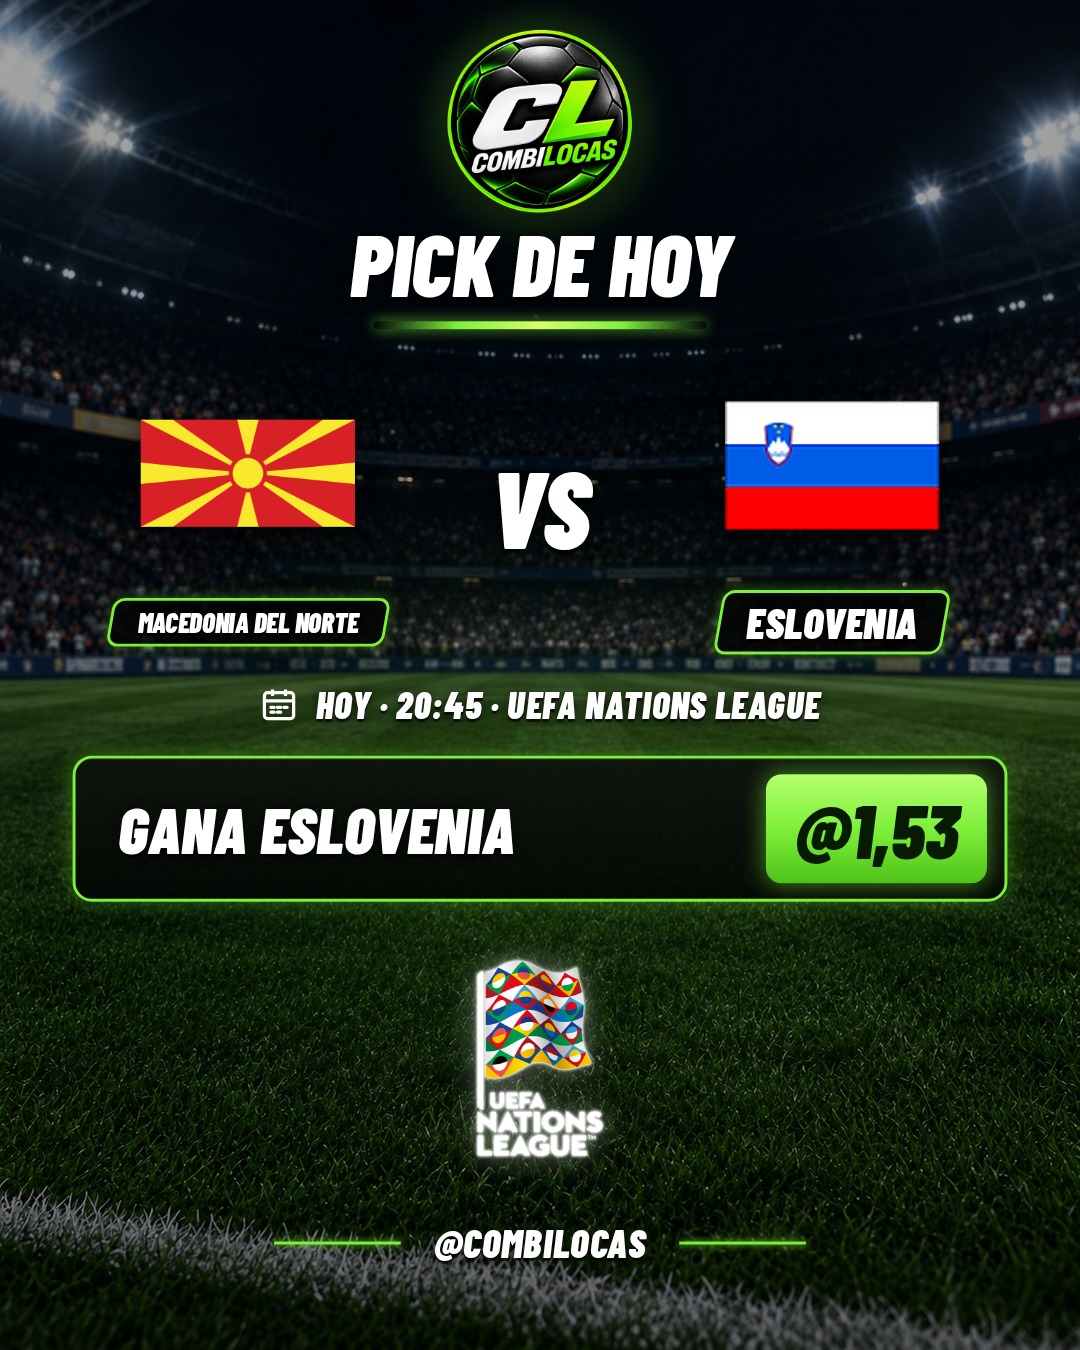 CL
COMBILOCAS
PICK DE HOY
VS
MACEDONIA DEL NORTE
ESLOVENIA
HOY · 20:45 · UEFA NATIONS LEAGUE
GANA ESLOVENIA
@1,53
UEFA
NATIONS
LEAGUE™
@COMBILOCAS